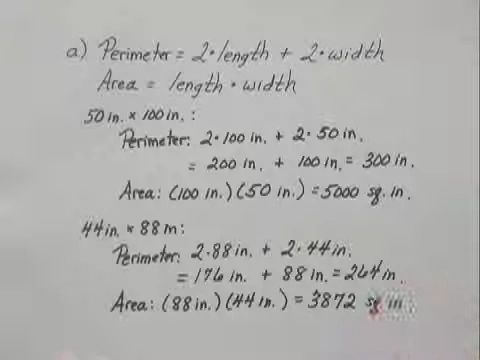 a) Perimeter = 2·length + 2·width
Area = length·width
50 in. × 100 in. :
Perimeter: 2·100 in. + 2·50 in.
= 200 in. + 100 in. = 300 in.
Area: (100 in.)(50 in.) = 5000 sq. in.
44 in. × 88 m:
Perimeter: 2·88 in. + 2·44 in.
= 176 in. + 88 in. = 264 in.
Area: (88 in.)(44 in.) = 3872 sq in.